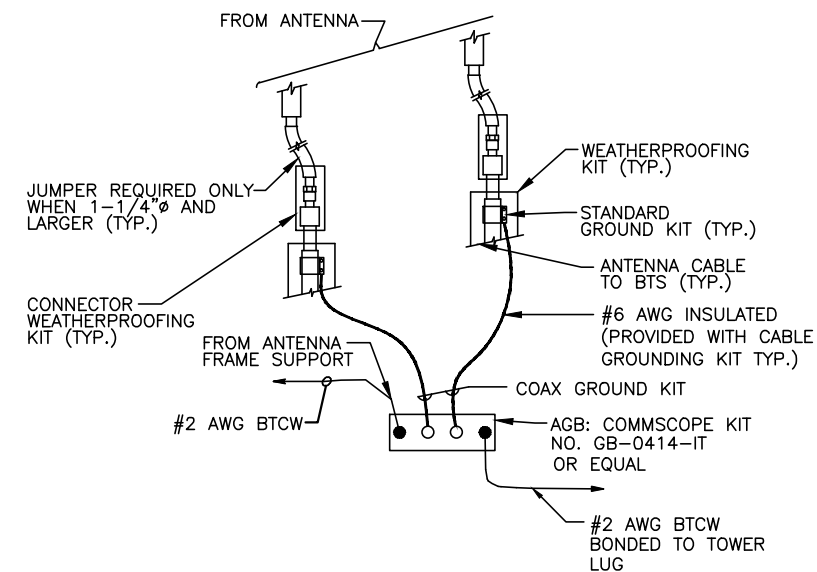 FROM ANTENNA
WEATHERPROOFING
KIT (TYP.)
JUMPER REQUIRED ONLY
WHEN 1-1/4"ø AND
LARGER (TYP.)
STANDARD
GROUND KIT (TYP.)
ANTENNA CABLE
TO BTS (TYP.)
CONNECTOR
WEATHERPROOFING
KIT (TYP.)
#6 AWG INSULATED
(PROVIDED WITH CABLE
GROUNDING KIT TYP.)
FROM ANTENNA
FRAME SUPPORT
COAX GROUND KIT
#2 AWG BTCW
AGB: COMMSCOPE KIT
NO. GB-0414-IT
OR EQUAL
#2 AWG BTCW
BONDED TO TOWER
LUG